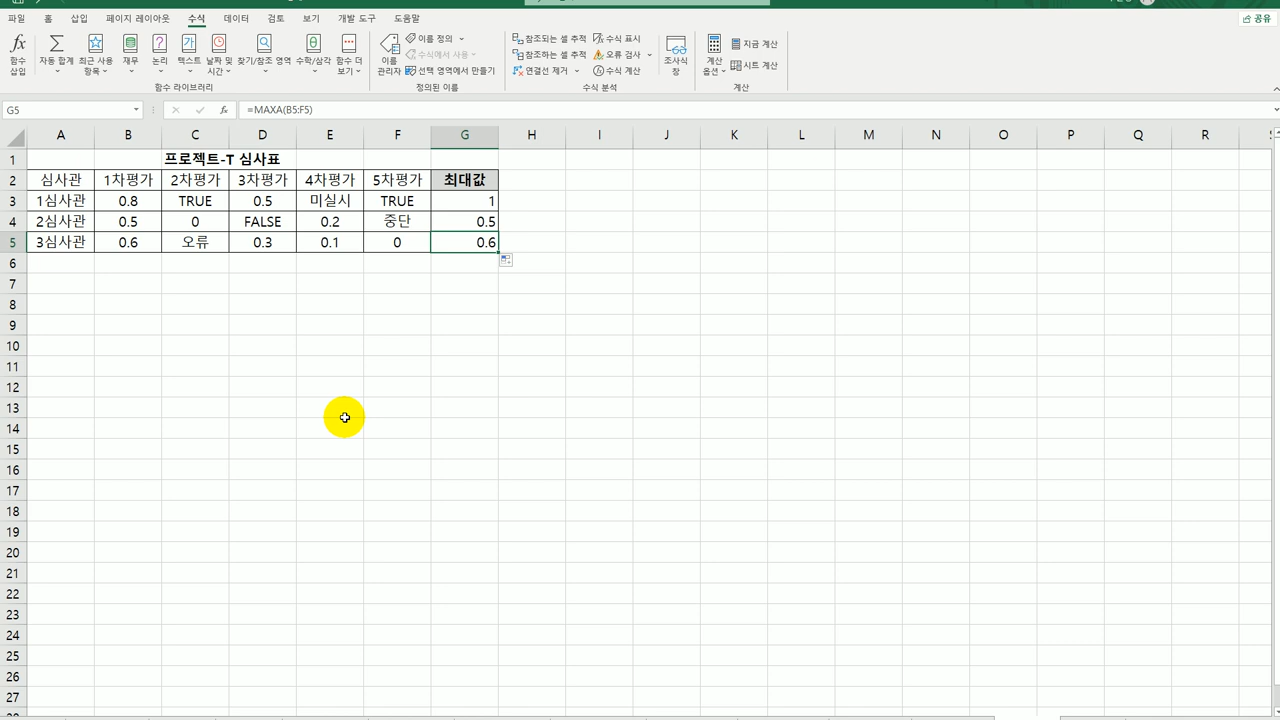 파일 홈 삽입 페이지 레이아웃 수식 데이터 검토 보기 개발 도구 도움말 공유
fx 함수 삽입
자동 합계
최근 사용 항목
재무
논리
텍스트
날짜 및 시간
찾기/참조 영역
수학/삼각
함수 더 보기
함수 라이브러리
이름 관리자
이름 정의
수식에서 사용
선택 영역에서 만들기
정의된 이름
참조되는 셀 추적
참조하는 셀 추적
연결선 제거
수식 표시
오류 검사
수식 계산
조사식 창
수식 분석
계산 옵션
지금 계산
시트 계산
계산
G5 fx =MAXA(B5:F5)
A B C D E F G H I J K L M N O P Q R
1 프로젝트-T 심사표
2 심사관 1차평가 2차평가 3차평가 4차평가 5차평가 최대값
3 1심사관 0.8 TRUE 0.5 미실시 TRUE 1
4 2심사관 0.5 0 FALSE 0.2 중단 0.5
5 3심사관 0.6 오류 0.3 0.1 0 0.6
6
7
8
9
10
11
12
13
14
15
16
17
18
19
20
21
22
23
24
25
26
27